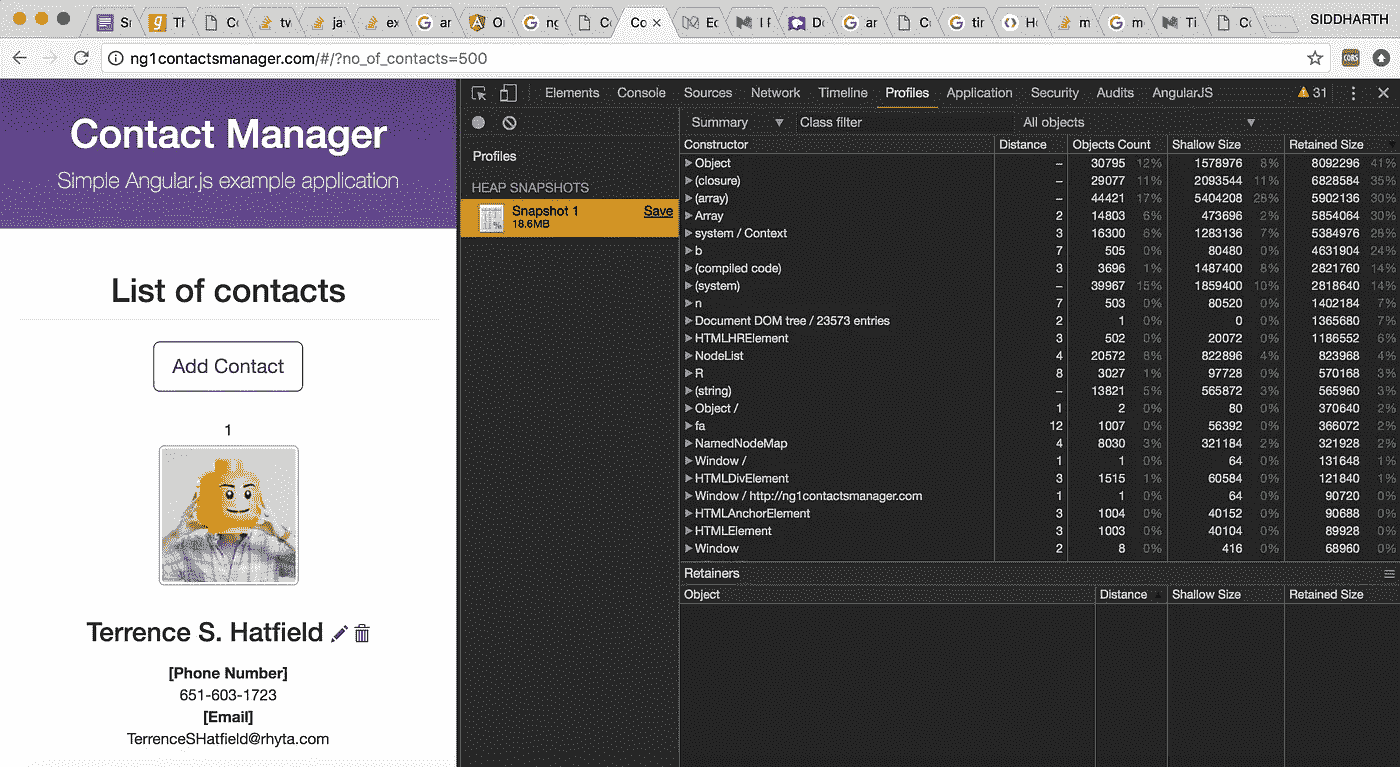 Sn Th Co tw ja ex ar O ng Co Co Ec I F Do ar Co tir Ho m m Ti Co SIDDHARTH
ng1contactsmanager.com/#/?no_of_contacts=500
CORS
Contact Manager
Simple Angular.js example application
List of contacts
Add Contact
1
Terrence S. Hatfield
[Phone Number]
651-603-1723
[Email]
TerrenceSHatfield@rhyta.com
Elements Console Sources Network Timeline Profiles Application Security Audits AngularJS 31
Profiles
HEAP SNAPSHOTS
Snapshot 1 Save
18.6MB
Summary Class filter All objects
Constructor Distance Objects Count Shallow Size Retained Size
Object – 30795 12% 1578976 8% 8092296 41%
(closure) – 29077 11% 2093544 11% 6828584 35%
(array) – 44421 17% 5404208 28% 5902136 30%
Array 2 14803 6% 473696 2% 5854064 30%
system / Context 3 16300 6% 1283136 7% 5384976 28%
b 7 505 0% 80480 0% 4631904 24%
(compiled code) 3 3696 1% 1487400 8% 2821760 14%
(system) – 39967 15% 1859400 10% 2818640 14%
n 7 503 0% 80520 0% 1402184 7%
Document DOM tree / 23573 entries 2 1 0% 0 0% 1365680 7%
HTMLHRElement 3 502 0% 20072 0% 1186552 6%
NodeList 4 20572 8% 822896 4% 823968 4%
R 8 3027 1% 97728 0% 570168 3%
(string) – 13821 5% 565872 3% 565960 3%
Object / 1 2 0% 80 0% 370640 2%
fa 12 1007 0% 56392 0% 366072 2%
NamedNodeMap 4 8030 3% 321184 2% 321928 2%
Window / 1 1 0% 64 0% 131648 1%
HTMLDivElement 3 1515 1% 60584 0% 121840 1%
Window / http://ng1contactsmanager.com 1 1 0% 64 0% 90720 0%
HTMLAnchorElement 3 1004 0% 40152 0% 90688 0%
HTMLElement 3 1003 0% 40104 0% 89928 0%
Window 2 8 0% 416 0% 68960 0%
Retainers
Object Distance Shallow Size Retained Size